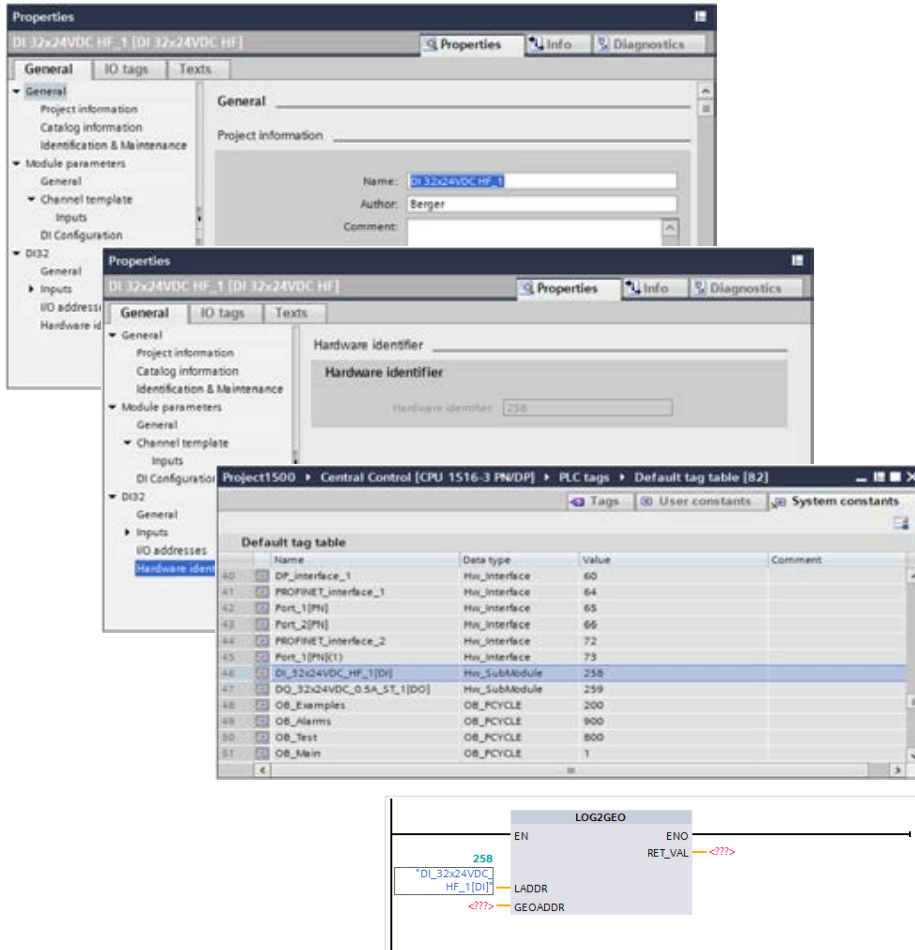 Properties
DI 32x24VDC HF_1 [DI 32x24VDC HF]
Properties Info Diagnostics
General IO tags Texts
General
Project information
Catalog information
Identification & Maintenance
Module parameters
General
Channel template
Inputs
DI Configuration
DI32
General
Inputs
I/O address
Hardware id
General
Project information
Name: DI 32x24VDC HF_1
Author: Berger
Comment:
Properties
DI 32x24VDC HF_1 [DI 32x24VDC HF]
Properties Info Diagnostics
General IO tags Texts
General
Project information
Catalog information
Identification & Maintenance
Module parameters
General
Channel template
Inputs
DI Configuration
DI32
General
Inputs
I/O addresses
Hardware ident
Hardware identifier
Hardware identifier
Hardware identifier: 258
Project1500 Central Control [CPU 1516-3 PN/DP] PLC tags Default tag table [82]
Tags User constants System constants
Default tag table
Name Data type Value Comment
40 DP_interface_1 Hw_Interface 60
41 PROFINET_interface_1 Hw_Interface 64
42 Port_1[PN] Hw_Interface 65
43 Port_2[PN] Hw_Interface 66
44 PROFINET_interface_2 Hw_Interface 72
45 Port_1[PN](1) Hw_Interface 73
46 DI_32x24VDC_HF_1[DI] Hw_SubModule 258
47 DQ_32x24VDC_0.5A_ST_1[DO] Hw_SubModule 259
48 OB_Examples OB_PCYCLE 200
49 OB_Alarms OB_PCYCLE 900
50 OB_Test OB_PCYCLE 800
51 OB_Main OB_PCYCLE 1
LOG2GEO
EN ENO
RET_VAL <???>
258
"DI_32x24VDC_
HF_1[DI]" LADDR
<???> GEOADDR